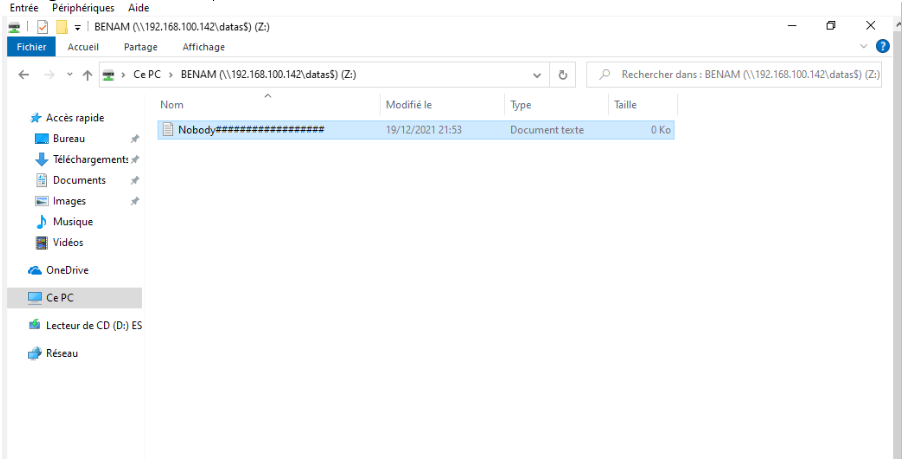 Entrée Périphériques Aide
BENAM (\\192.168.100.142\datas$) (Z:)
Fichier Accueil Partage Affichage
Ce PC > BENAM (\\192.168.100.142\datas$) (Z:) Rechercher dans : BENAM (\\192.168.100.142\datas$) (Z:)
Nom Modifié le Type Taille
Accès rapide
Nobody################## 19/12/2021 21:53 Document texte 0 Ko
Bureau
Téléchargements
Documents
Images
Musique
Vidéos
OneDrive
Ce PC
Lecteur de CD (D:) ES
Réseau